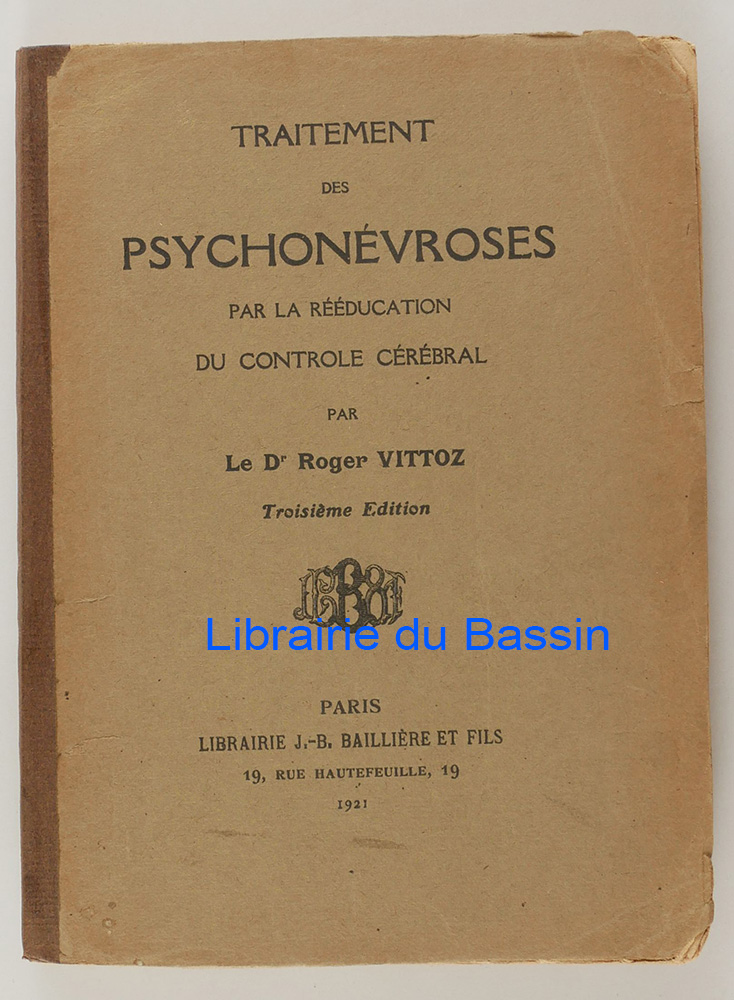 TRAITEMENT
DES
PSYCHONÉVROSES
PAR LA RÉÉDUCATION
DU CONTROLE CÉRÉBRAL
PAR
Le Dr Roger VITTOZ
Troisième Edition
Librairie du Bassin
PARIS
LIBRAIRIE J.-B. BAILLIÈRE ET FILS
19, RUE HAUTEFEUILLE, 19
1921